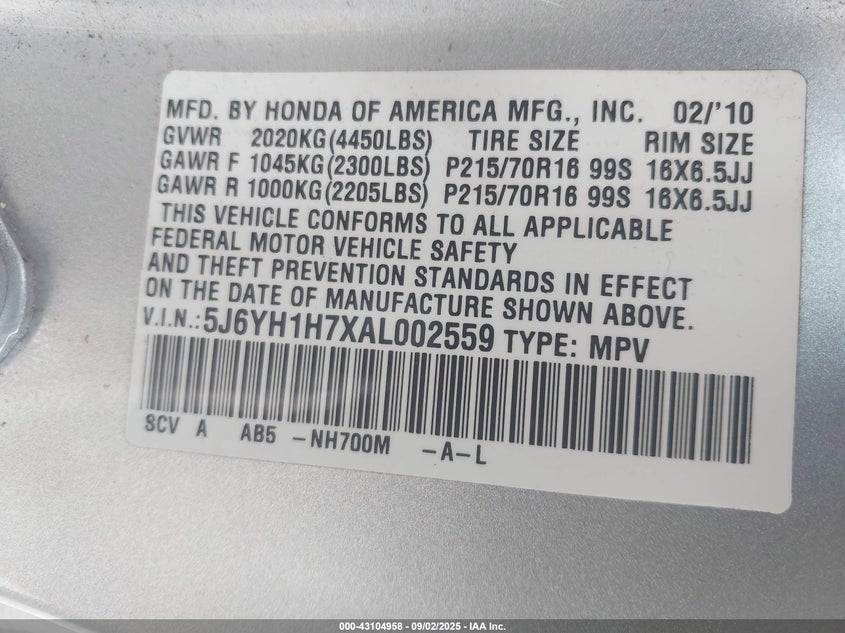 MFD. BY HONDA OF AMERICA MFG., INC. 02/'10
GVWR 2020KG(4450LBS) TIRE SIZE RIM SIZE
GAWR F 1045KG(2300LBS) P215/70R16 99S 16X6.5JJ
GAWR R 1000KG(2205LBS) P215/70R16 99S 16X6.5JJ
THIS VEHICLE CONFORMS TO ALL APPLICABLE
FEDERAL MOTOR VEHICLE SAFETY
AND THEFT PREVENTION STANDARDS IN EFFECT
ON THE DATE OF MANUFACTURE SHOWN ABOVE.
V.I.N.: 5J6YH1H7XAL002559 TYPE: MPV
SCV A AB5 -NH700M -A-L
000-43104958 - 09/02/2025 - IAA Inc.